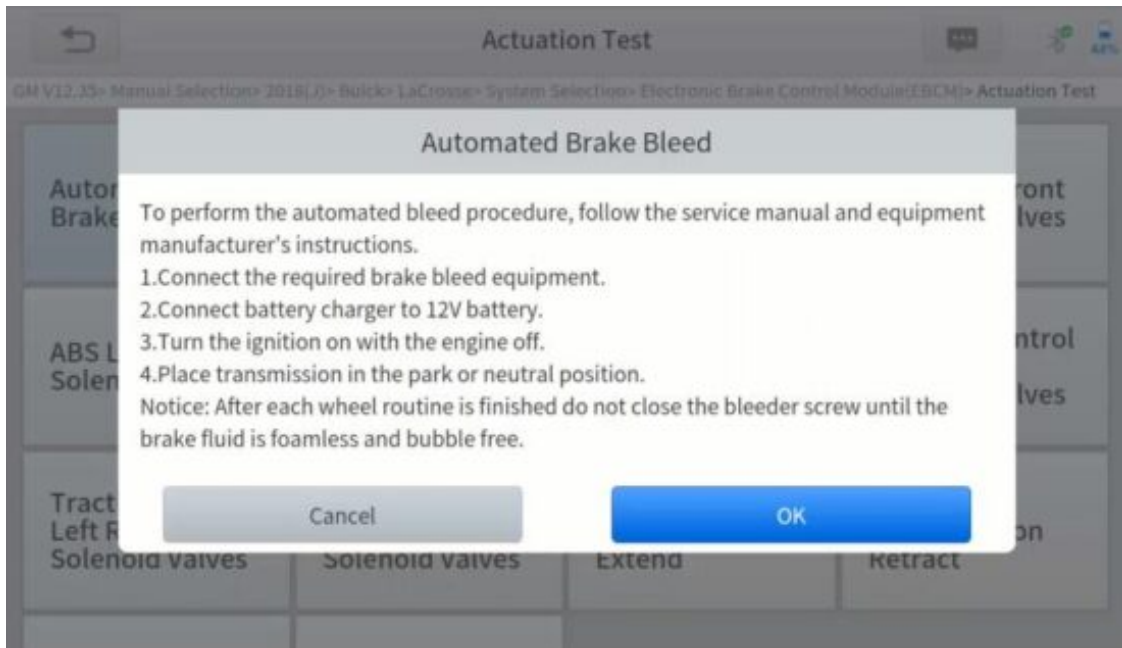 Actuation Test
GM V12.35> Manual Selection> 2018(J)> Buick> LaCrosse> System Selection> Electronic Brake Control Module(EBCM)> Actuation Test
Automated Brake Bleed
To perform the automated bleed procedure, follow the service manual and equipment
manufacturer's instructions.
1.Connect the required brake bleed equipment.
2.Connect battery charger to 12V battery.
3.Turn the ignition on with the engine off.
4.Place transmission in the park or neutral position.
Notice: After each wheel routine is finished do not close the bleeder screw until the
brake fluid is foamless and bubble free.
Cancel
OK
ABS L
Left R
Solenoid Valves
Solenoid Valves
Extend
Retract